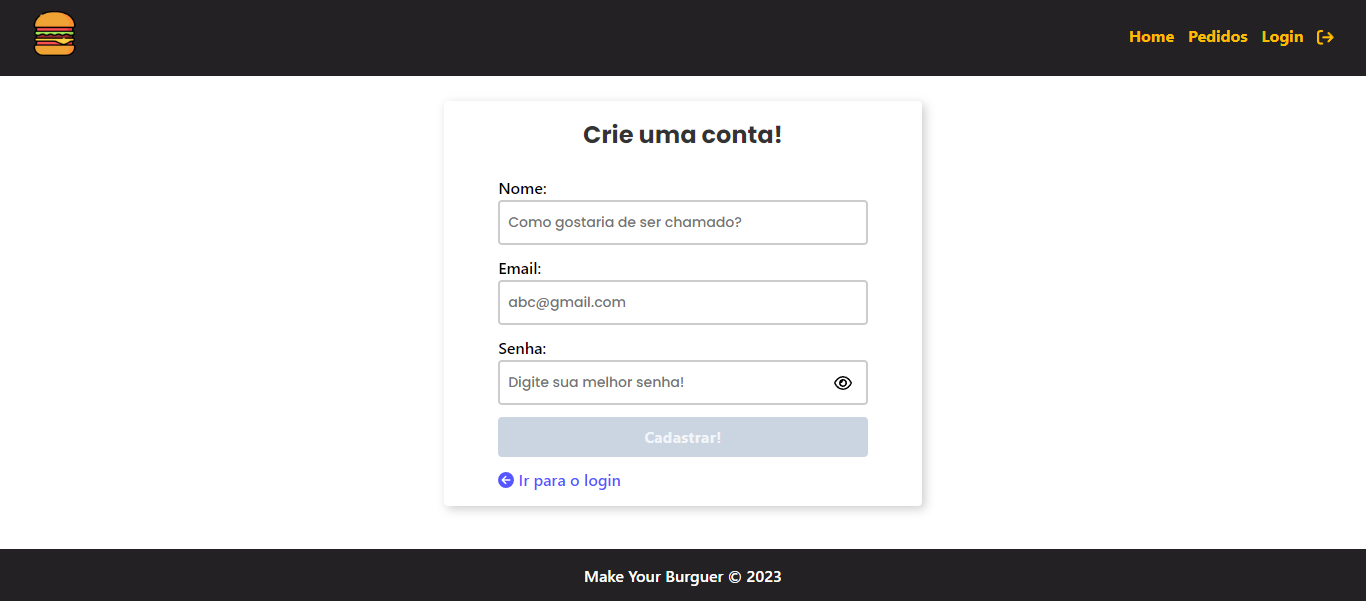 Home Pedidos Login
Crie uma conta!
Nome:
Como gostaria de ser chamado?
Email:
abc@gmail.com
Senha:
Digite sua melhor senha!
Cadastrar!
Ir para o login
Make Your Burguer © 2023